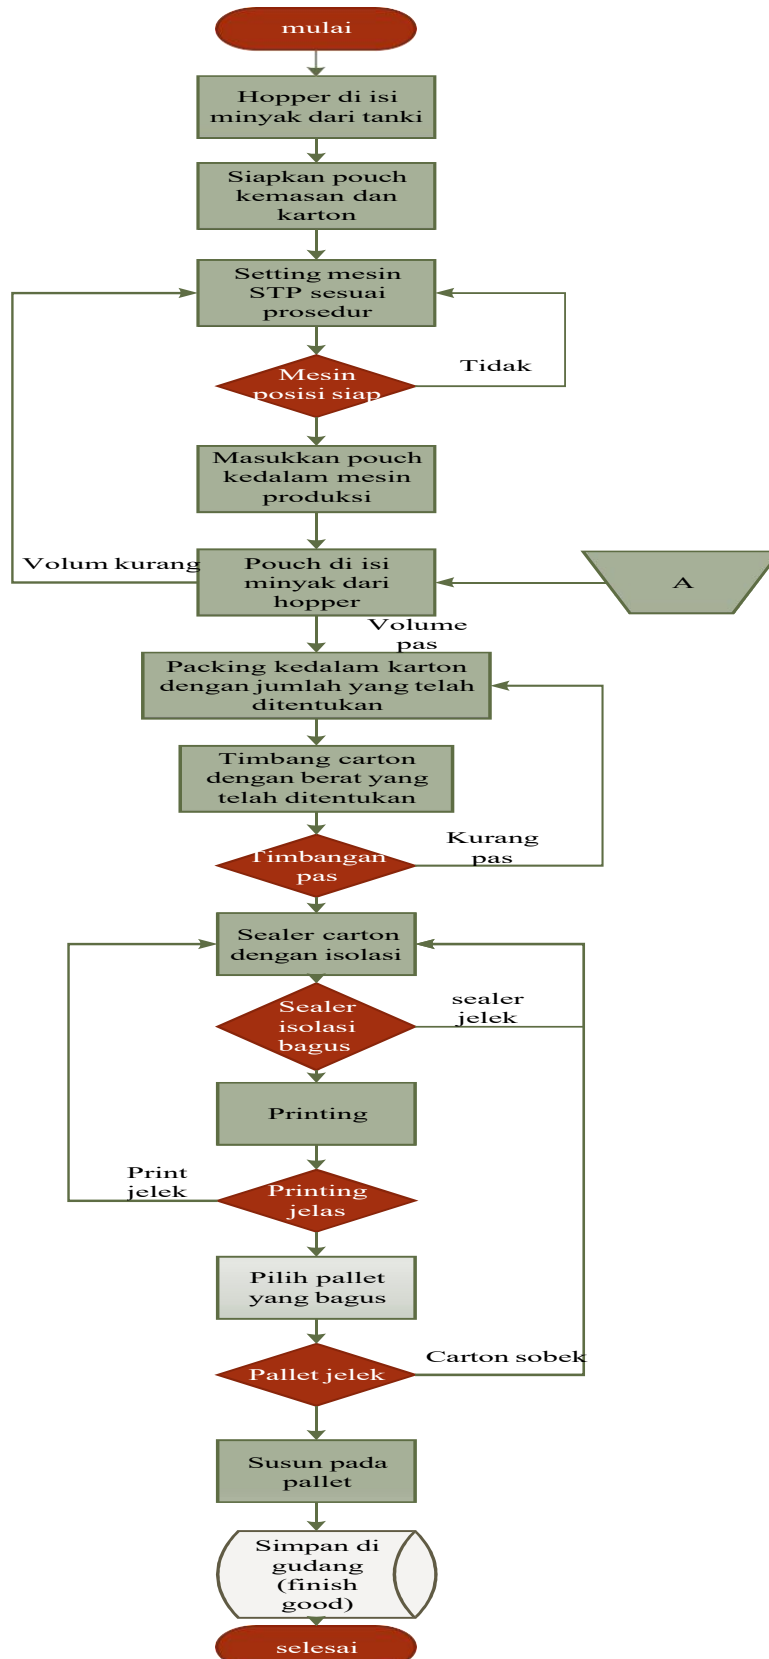 mulai
Hopper di isi
minyak dari tanki
Siapkan pouch
kemasan dan
karton
Setting mesin
STP sesuai
prosedur
Mesin
posisi siap
Tidak
Masukkan pouch
kedalam mesin
produksi
Volum kurang
Pouch di isi
minyak dari
hopper
A
Volume
pas
Packing kedalam karton
dengan jumlah yang telah
ditentukan
Timbang carton
dengan berat yang
telah ditentukan
Timbangan
pas
Kurang
pas
Sealer carton
dengan isolasi
Sealer
isolasi
bagus
sealer
jelek
Printing
Print
jelek
Printing
jelas
Pilih pallet
yang bagus
Pallet jelek
Carton sobek
Susun pada
pallet
Simpan di
gudang
(finish
good)
selesai